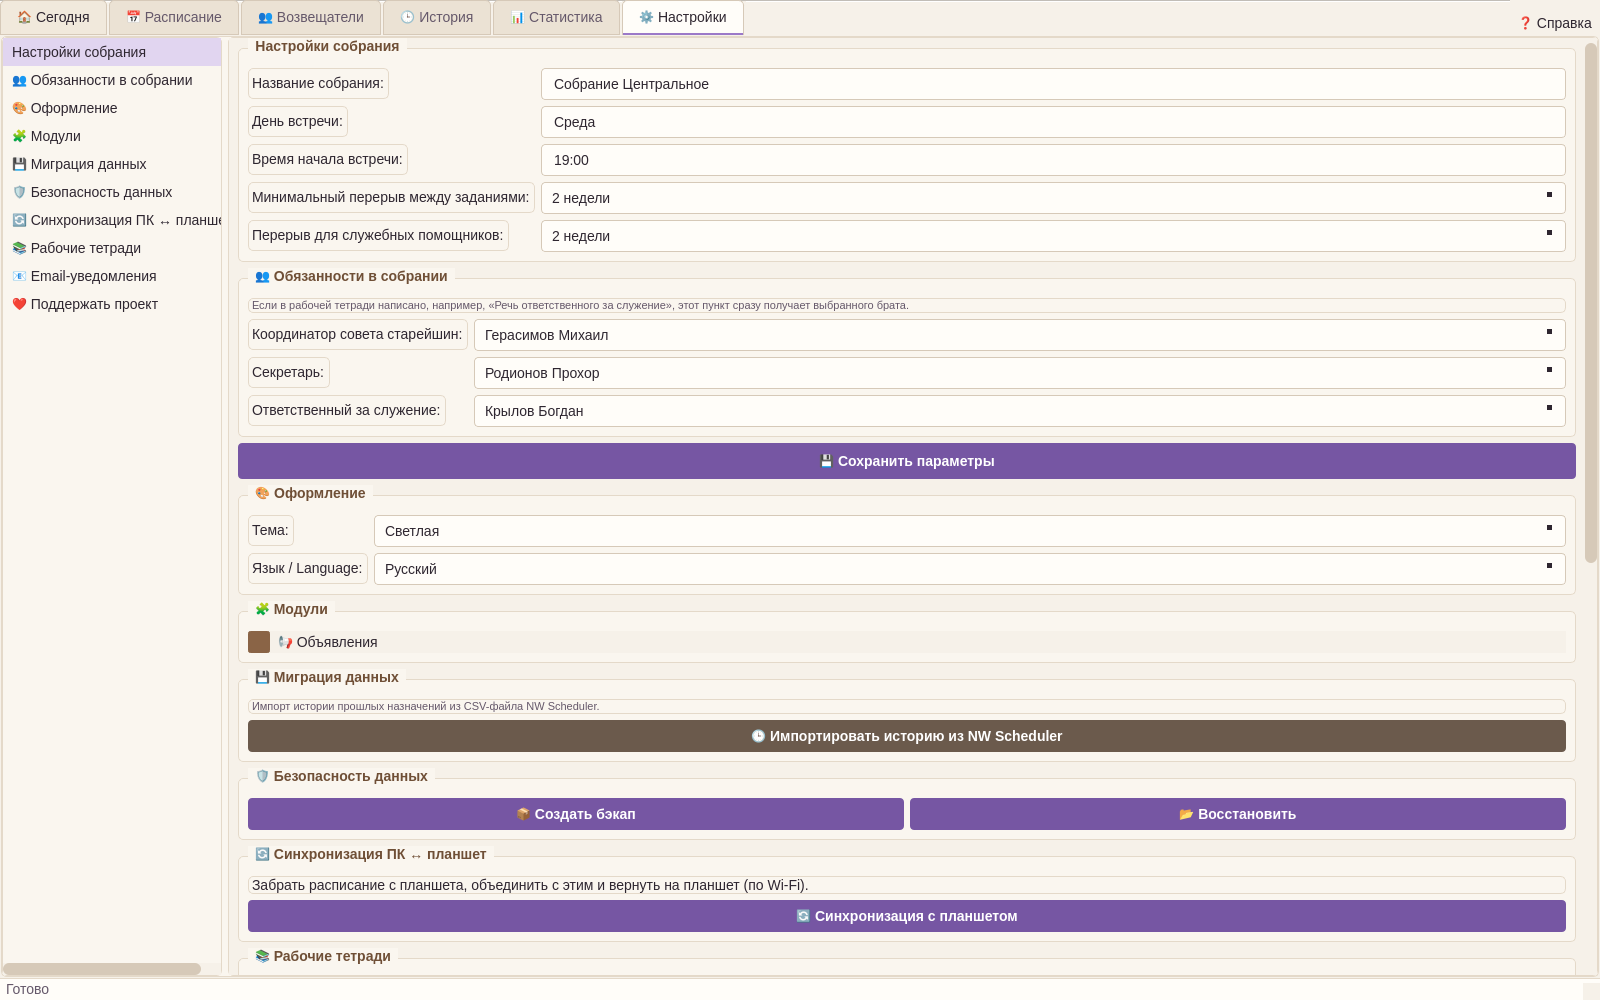 Сегодня
Расписание
Возвещатели
История
Статистика
Настройки
Справка
Настройки собрания
Обязанности в собрании
Оформление
Модули
Миграция данных
Безопасность данных
Синхронизация ПК ↔ планше
Рабочие тетради
Email-уведомления
Поддержать проект
Настройки собрания
Название собрания:
Собрание Центральное
День встречи:
Среда
Время начала встречи:
19:00
Минимальный перерыв между заданиями:
2 недели
Перерыв для служебных помощников:
2 недели
Обязанности в собрании
Если в рабочей тетради написано, например, «Речь ответственного за служение», этот пункт сразу получает выбранного брата.
Координатор совета старейшин:
Герасимов Михаил
Секретарь:
Родионов Прохор
Ответственный за служение:
Крылов Богдан
Сохранить параметры
Оформление
Тема:
Светлая
Язык / Language:
Русский
Модули
Объявления
Миграция данных
Импорт истории прошлых назначений из CSV-файла NW Scheduler.
Импортировать историю из NW Scheduler
Безопасность данных
Создать бэкап
Восстановить
Синхронизация ПК ↔ планшет
Забрать расписание с планшета, объединить с этим и вернуть на планшет (по Wi-Fi).
Синхронизация с планшетом
Рабочие тетради
Готово